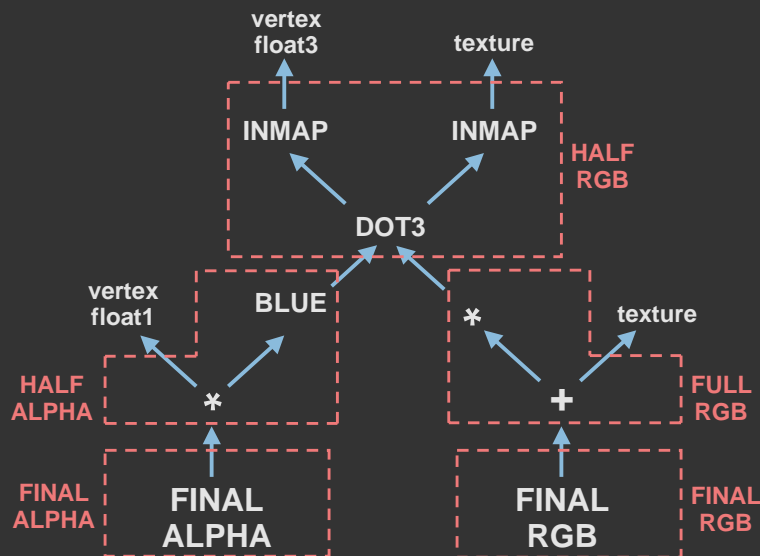 vertex
float3
texture
INMAP
INMAP
HALF
RGB
DOT3
vertex
float1
BLUE
*
texture
HALF
ALPHA
*
+
FULL
RGB
FINAL
ALPHA
FINAL
ALPHA
FINAL
RGB
FINAL
RGB